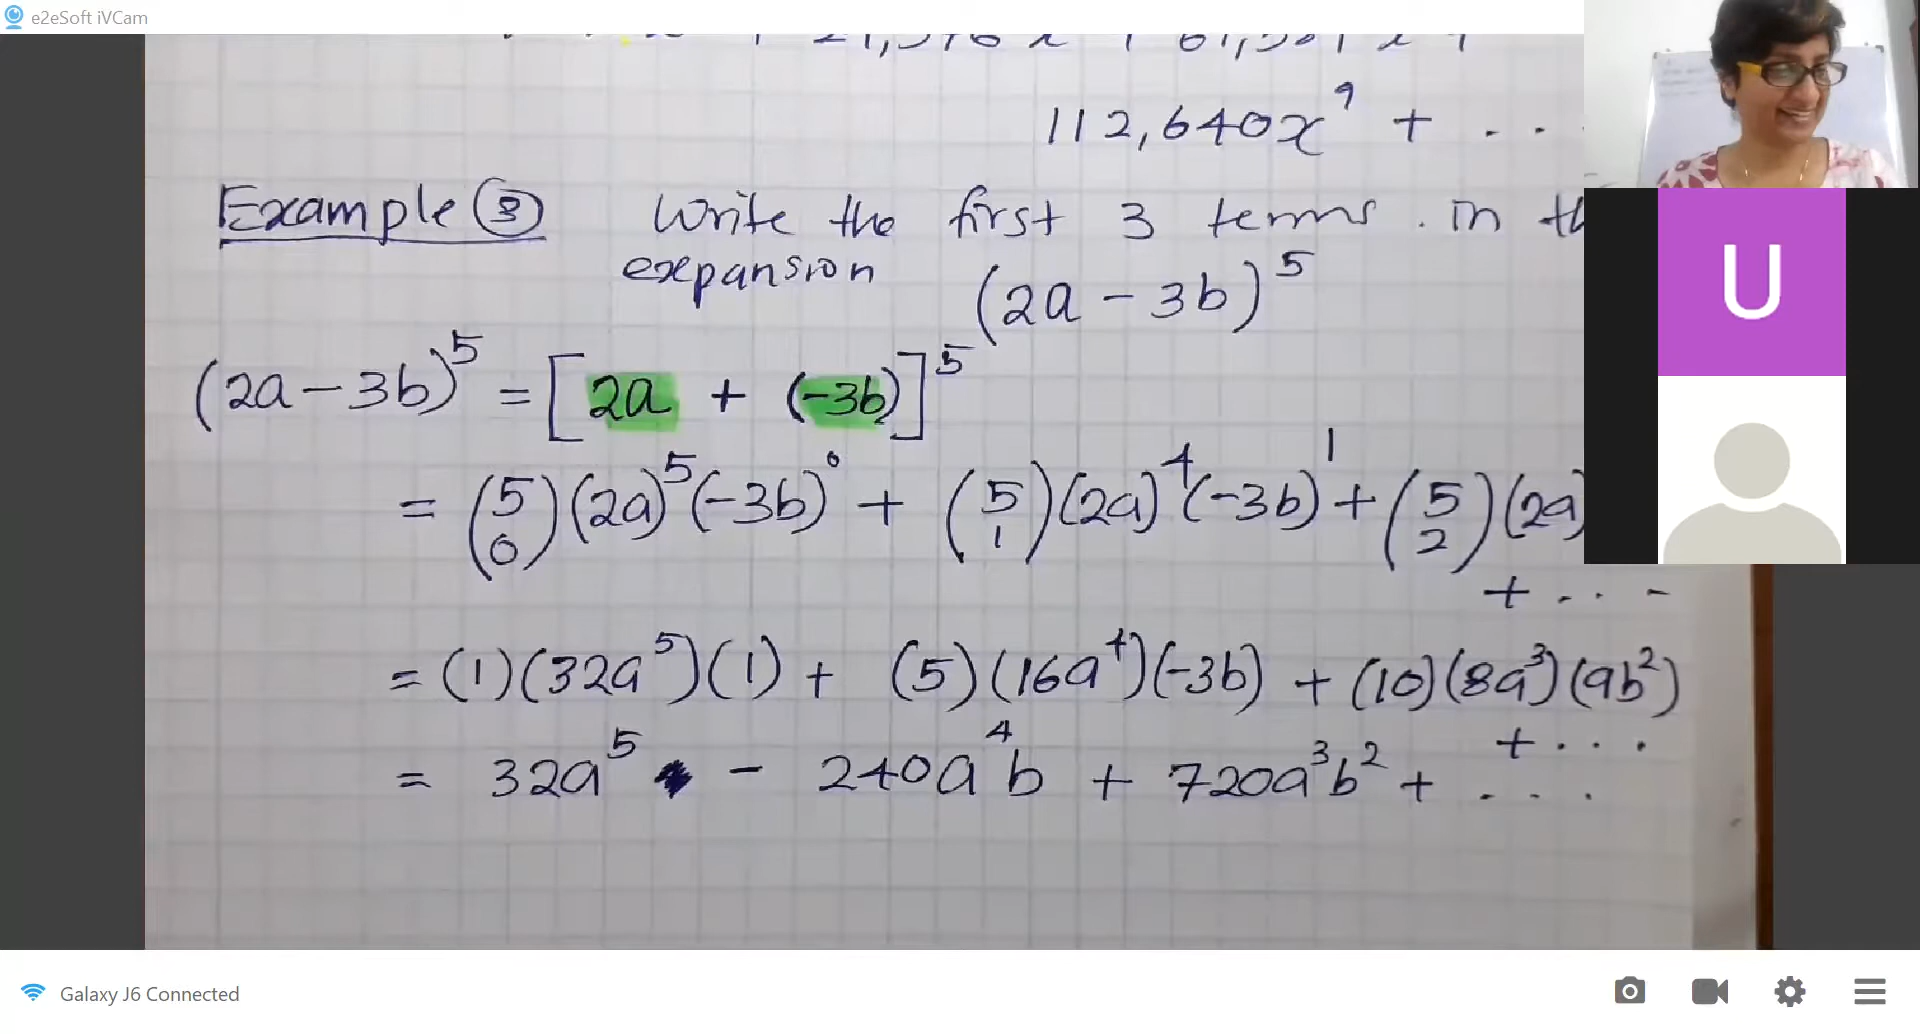 e2eSoft iVCam
112,640x⁹ + . . .
Example ③ Write the first 3 terms . in
expansion (2a - 3b)⁵
(2a - 3b)⁵ = [2a + (-3b)]⁵
= (5 0)(2a)⁵(-3b)⁰ + (5 1)(2a)⁴(-3b)¹ + (5 2)(2a)
+ . . .
= (1)(32a⁵)(1) + (5)(16a⁴)(-3b) + (10)(8a³)(9b²)
+ . . .
= 32a⁵ - 240a⁴b + 720a³b² + . . .
U
Galaxy J6 Connected